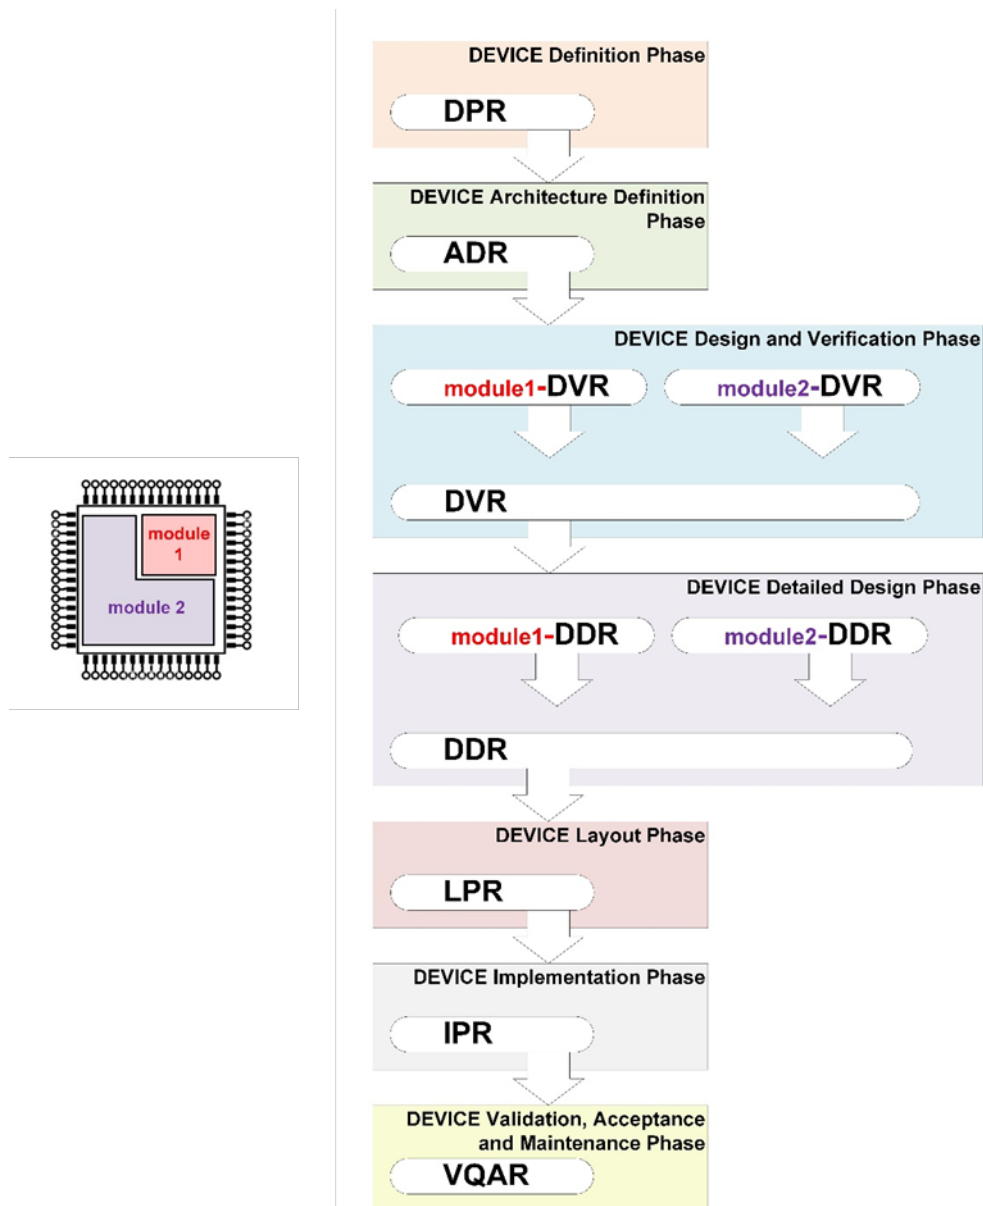 module
1
module 2
DEVICE Definition Phase
DPR
DEVICE Architecture Definition
Phase
ADR
DEVICE Design and Verification Phase
module1-DVR
module2-DVR
DVR
DEVICE Detailed Design Phase
module1-DDR
module2-DDR
DDR
DEVICE Layout Phase
LPR
DEVICE Implementation Phase
IPR
DEVICE Validation, Acceptance
and Maintenance Phase
VQAR